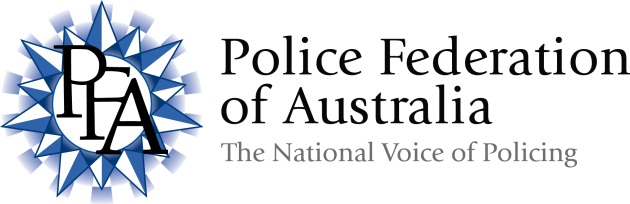 PFA
Police Federation
of Australia
The National Voice of Policing